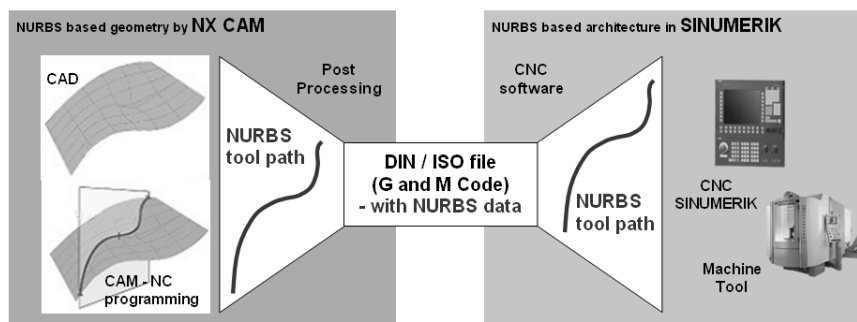 NURBS based geometry by NX CAM
CAD
Post
Processing
NURBS
tool path
CAM - NC
programming
DIN / ISO file
(G and M Code)
- with NURBS data
NURBS based architecture in SINUMERIK
CNC
software
NURBS
tool path
CNC
SINUMERIK
Machine
Tool